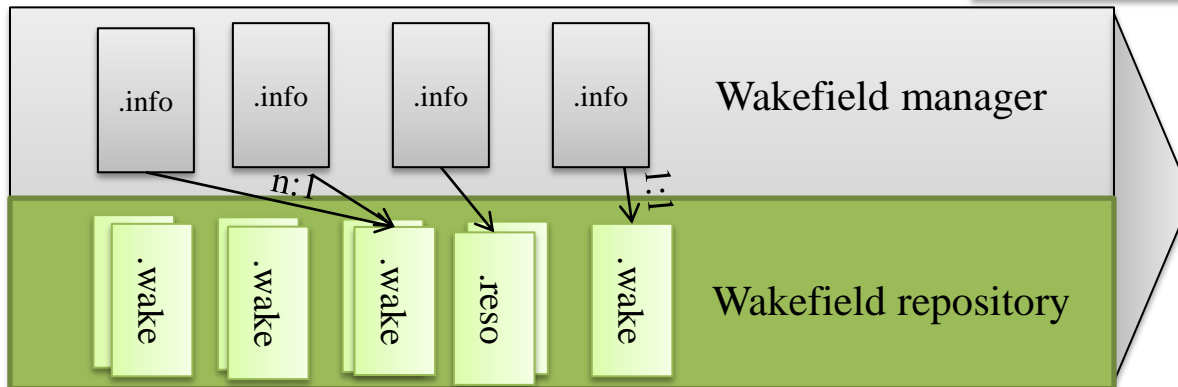 .info
.info
.info
.info
Wakefield manager
n:1
1:1
.wake
.wake
.wake
.reso
.wake
Wakefield repository